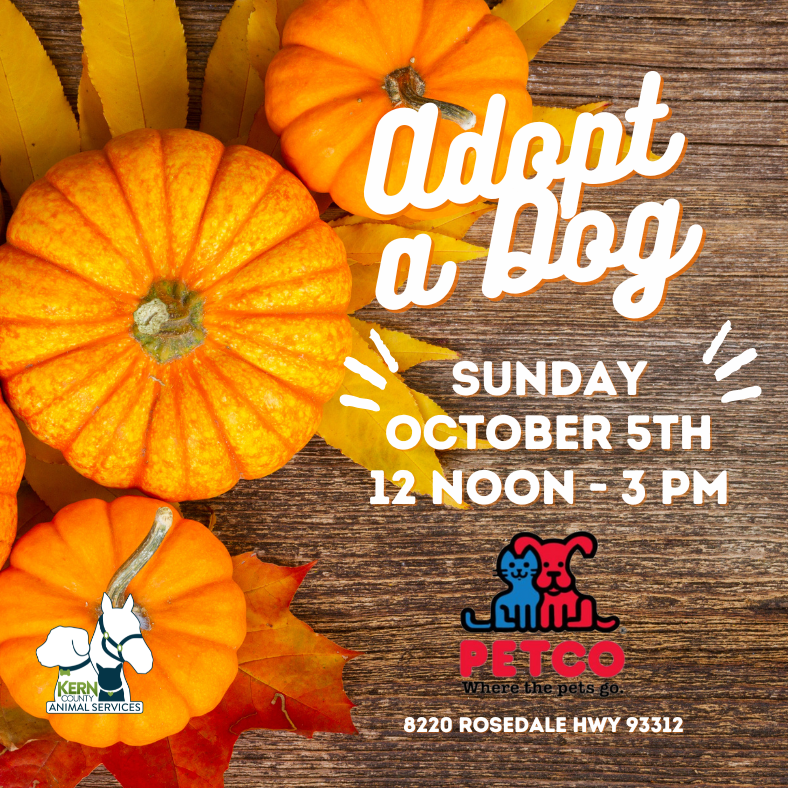 Adopt
a Dog
SUNDAY
OCTOBER 5TH
12 NOON - 3 PM
PETCO
Where the pets go.
8220 ROSEDALE HWY 93312
KERN
COUNTY
ANIMAL SERVICES